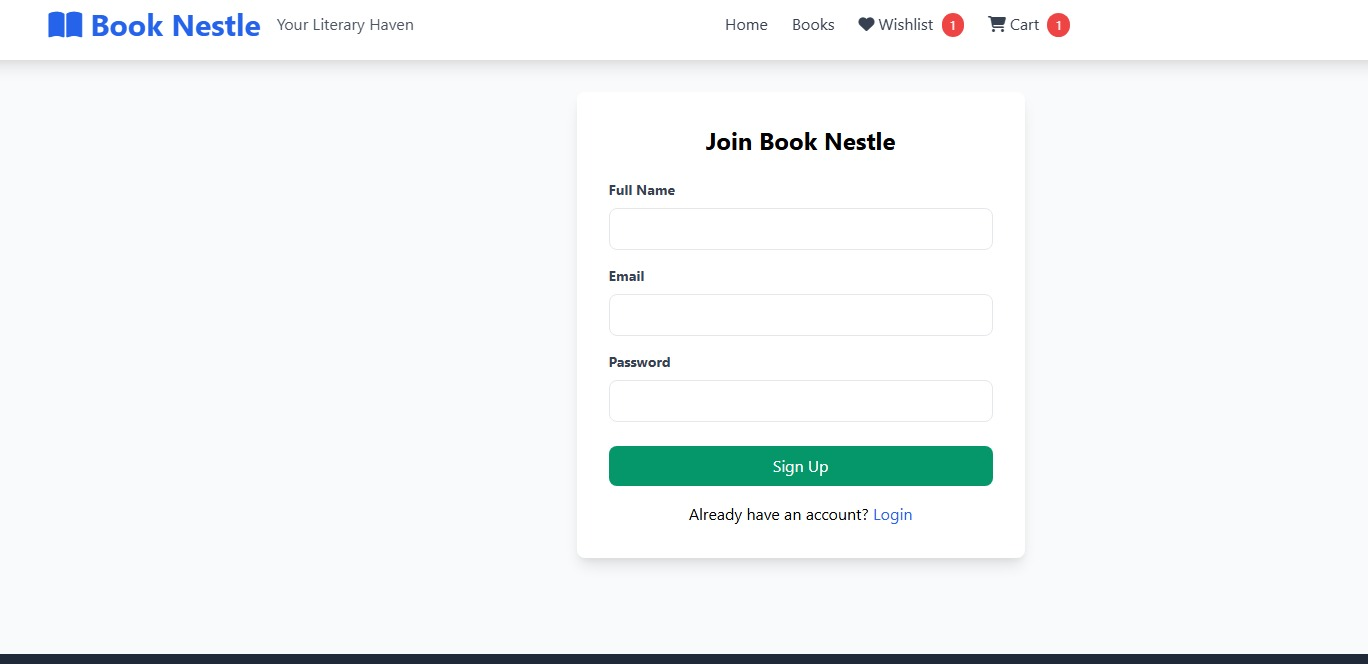 Book Nestle Your Literary Haven Home Books Wishlist 1 Cart 1
Join Book Nestle
Full Name
Email
Password
Sign Up
Already have an account? Login